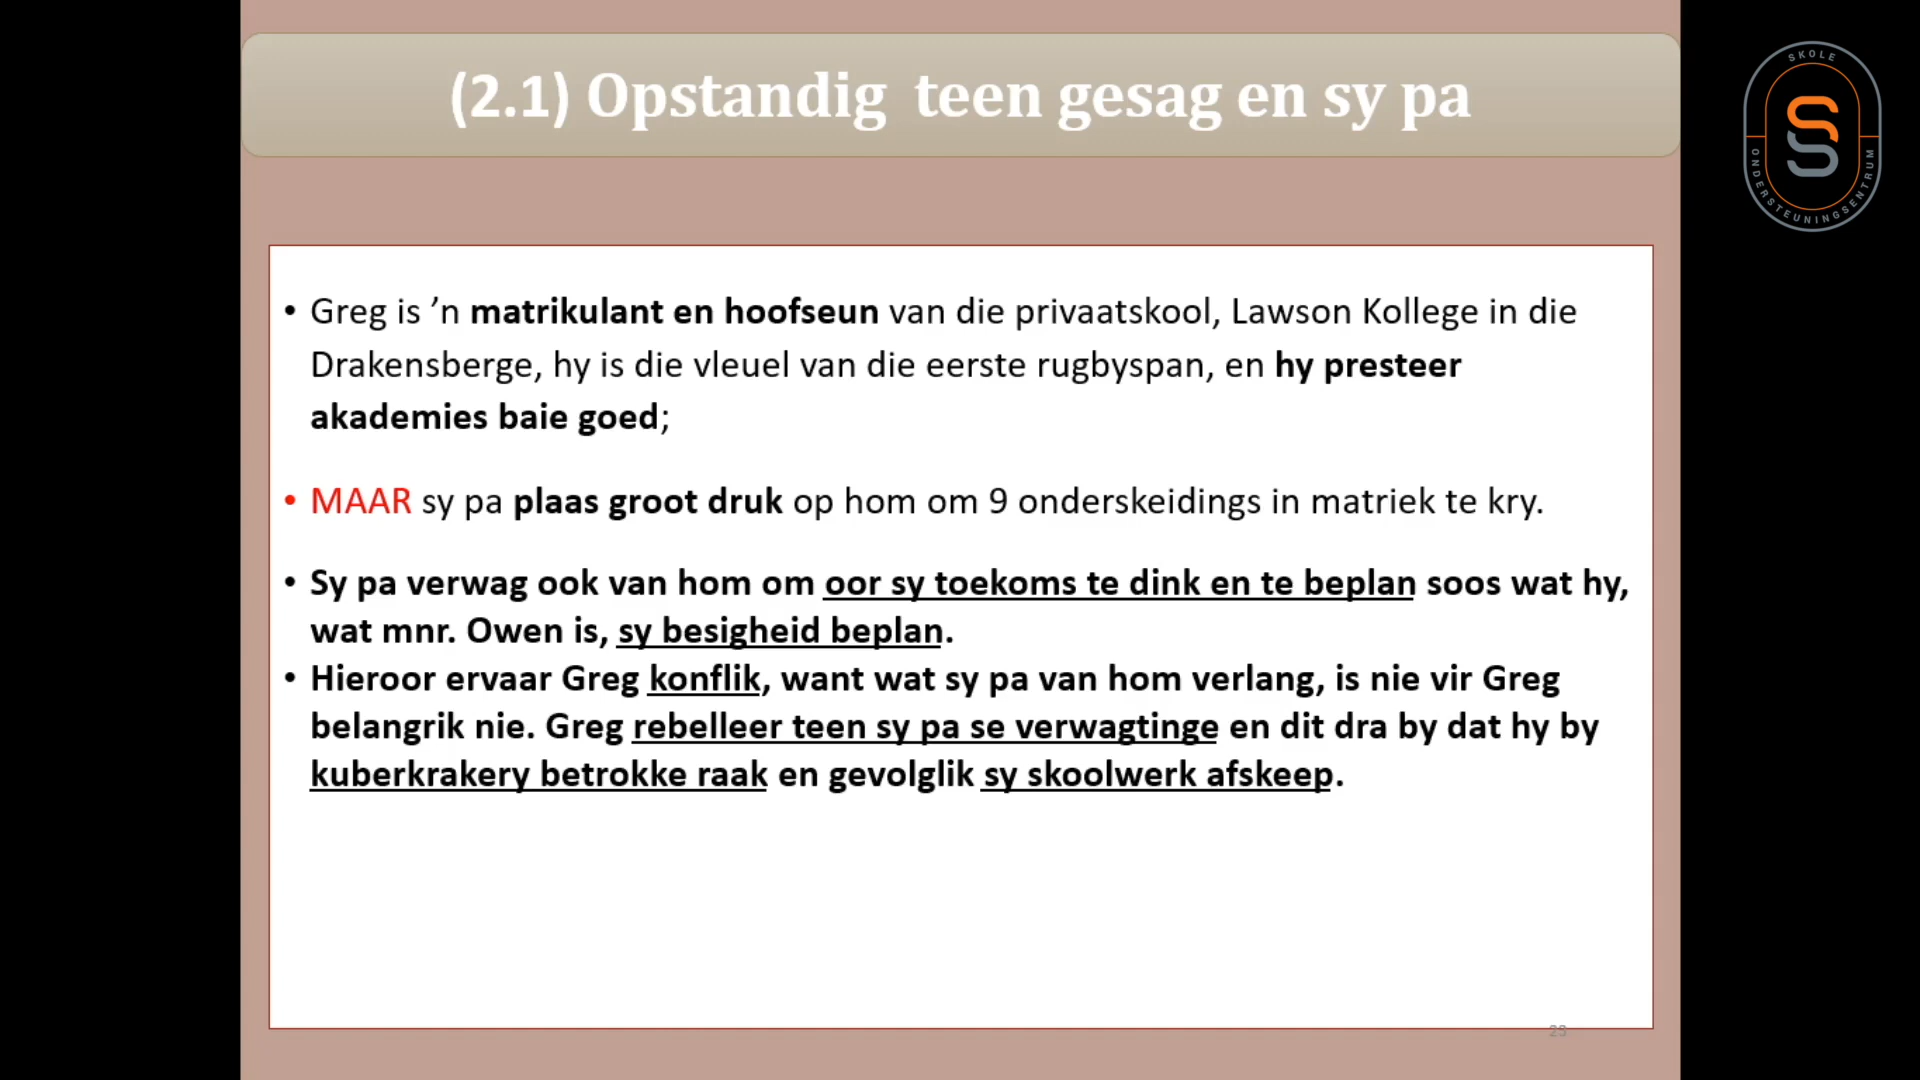 (2.1) Opstandig teen gesag en sy pa
SKOLE
ONDERSTEUNINGSENTRUM
• Greg is ’n matrikulant en hoofseun van die privaatskool, Lawson Kollege in die
Drakensberge, hy is die vleuel van die eerste rugbyspan, en hy presteer
akademies baie goed;
• MAAR sy pa plaas groot druk op hom om 9 onderskeidings in matriek te kry.
• Sy pa verwag ook van hom om oor sy toekoms te dink en te beplan soos wat hy,
wat mnr. Owen is, sy besigheid beplan.
• Hieroor ervaar Greg konflik, want wat sy pa van hom verlang, is nie vir Greg
belangrik nie. Greg rebelleer teen sy pa se verwagtinge en dit dra by dat hy by
kuberkrakery betrokke raak en gevolglik sy skoolwerk afskeep.
23